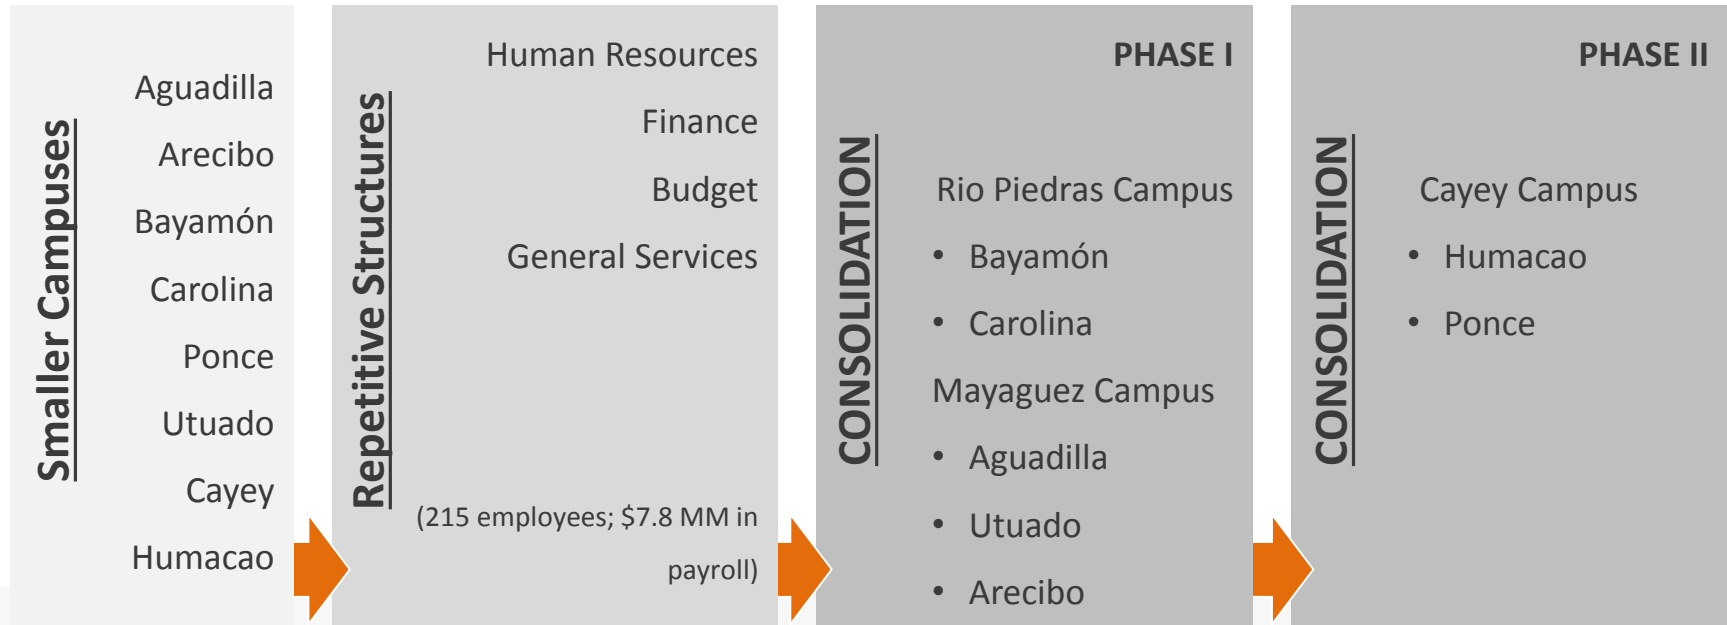 Smaller Campuses
Aguadilla
Arecibo
Bayamón
Carolina
Ponce
Utuado
Cayey
Humacao
Repetitive Structures
Human Resources
Finance
Budget
General Services
(215 employees; $7.8 MM in
payroll)
CONSOLIDATION
PHASE I
Rio Piedras Campus
• Bayamón
• Carolina
Mayaguez Campus
• Aguadilla
• Utuado
• Arecibo
CONSOLIDATION
PHASE II
Cayey Campus
• Humacao
• Ponce